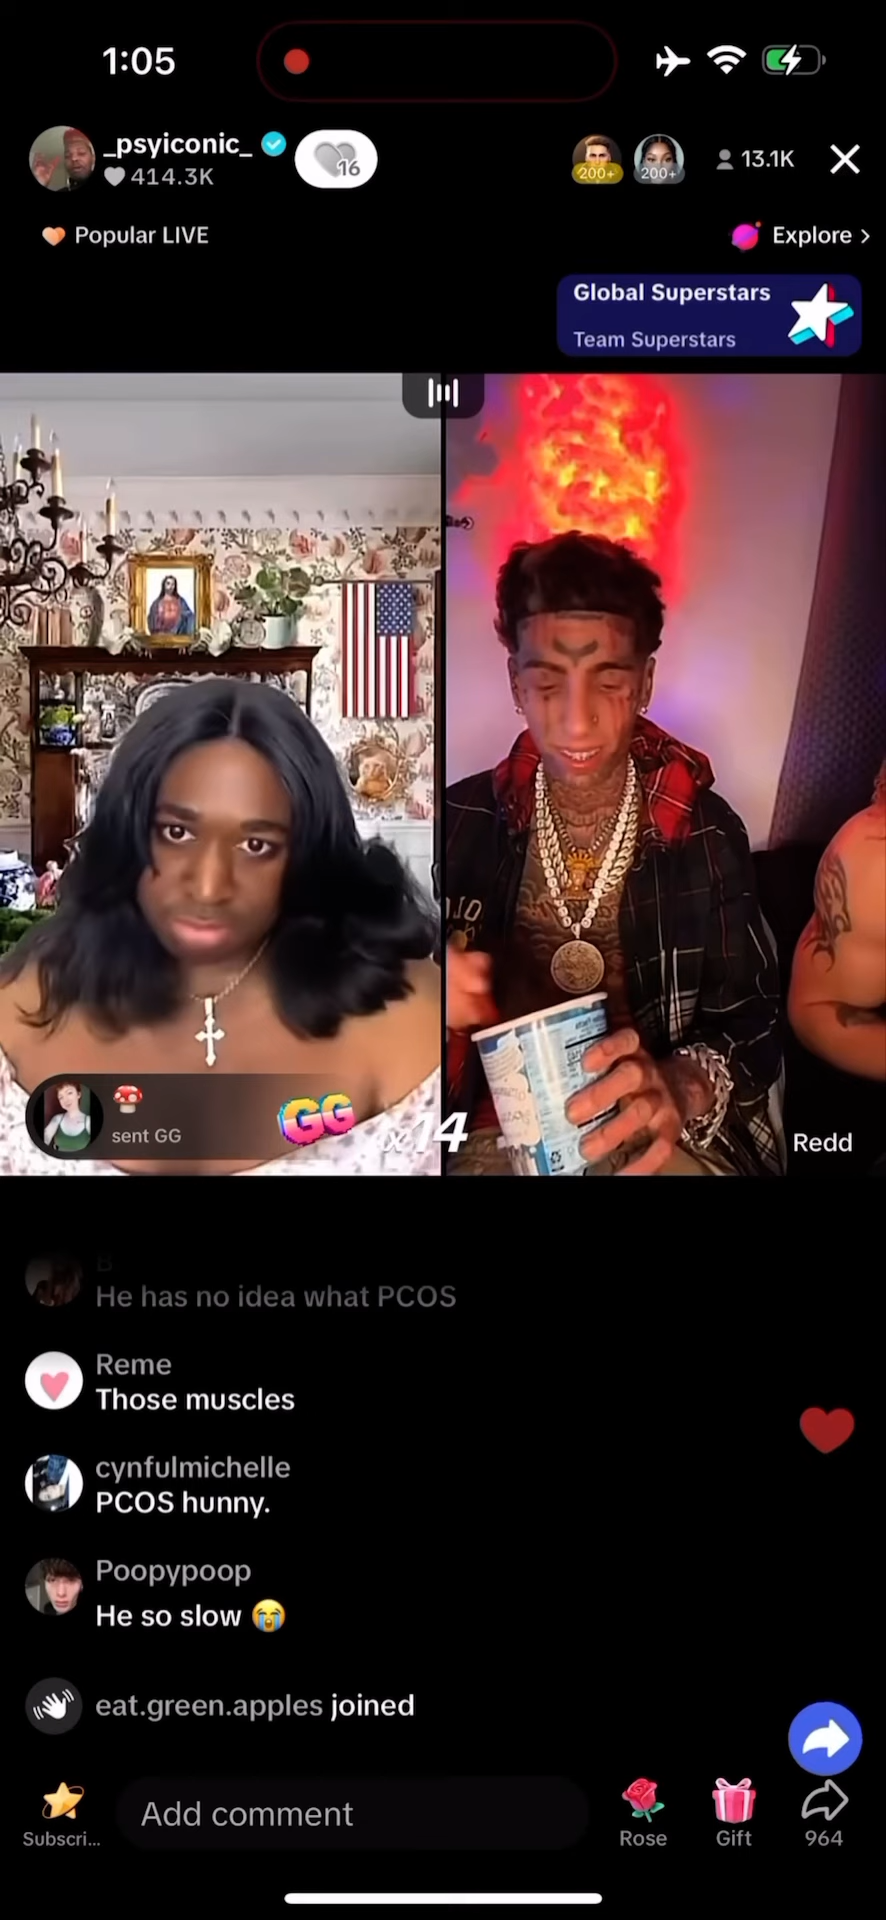 1:05
_psyiconic_
414.3K
16
200+
200+
13.1K
Popular LIVE
Explore >
Global Superstars
Team Superstars
sent GG
GG
x14
Redd
B
He has no idea what PCOS
Reme
Those muscles
cynfulmichelle
PCOS hunny.
Poopypoop
He so slow 😭
eat.green.apples joined
Subscri...
Add comment
Rose
Gift
964